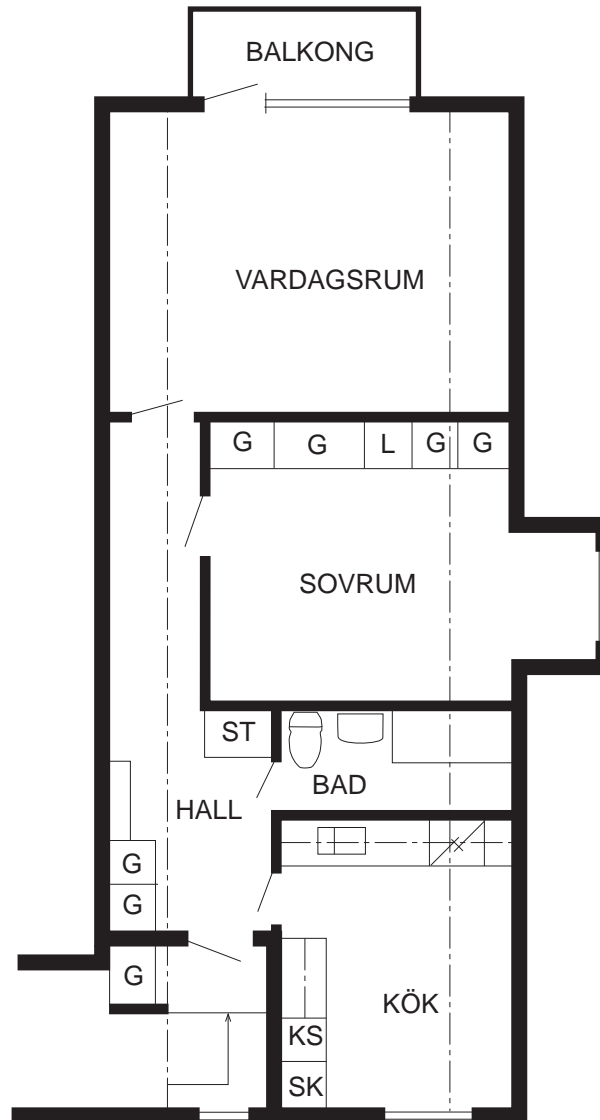 BALKONG
VARDAGSRUM
G G L G G
SOVRUM
ST
BAD
HALL
G
G
G
KÖK
KS
SK